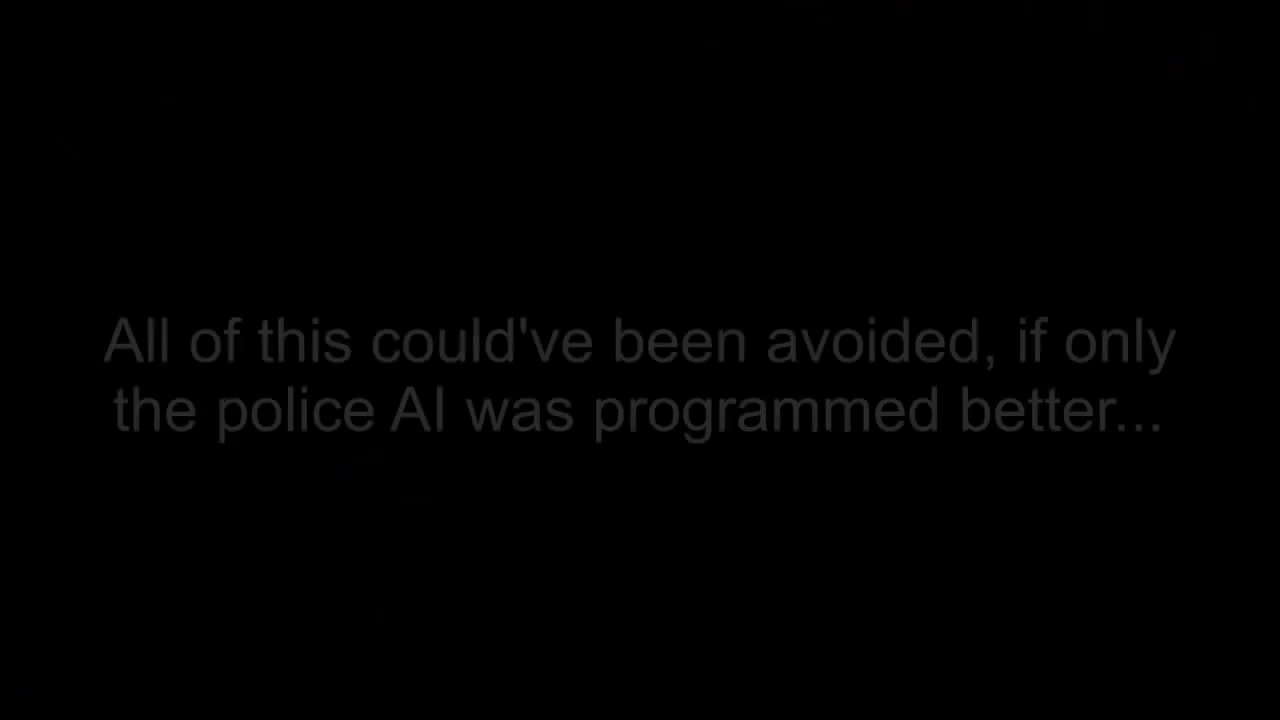 All of this could've been avoided, if only
the police AI was programmed better...